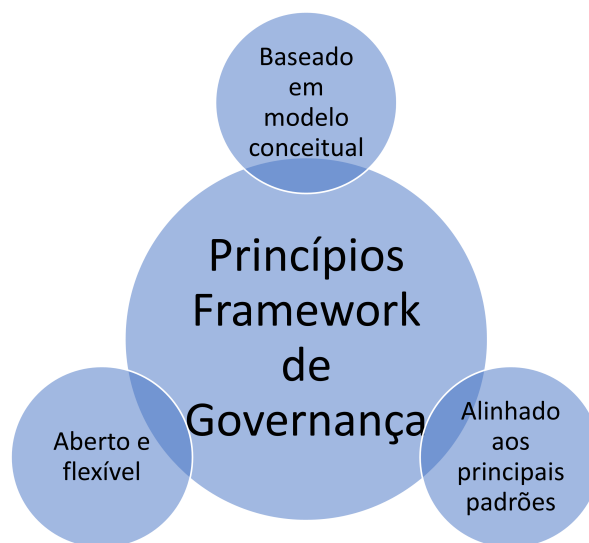 Baseado
em
modelo
conceitual
Princípios
Framework
de
Governança
Aberto e
flexível
Alinhado
aos
principais
padrões